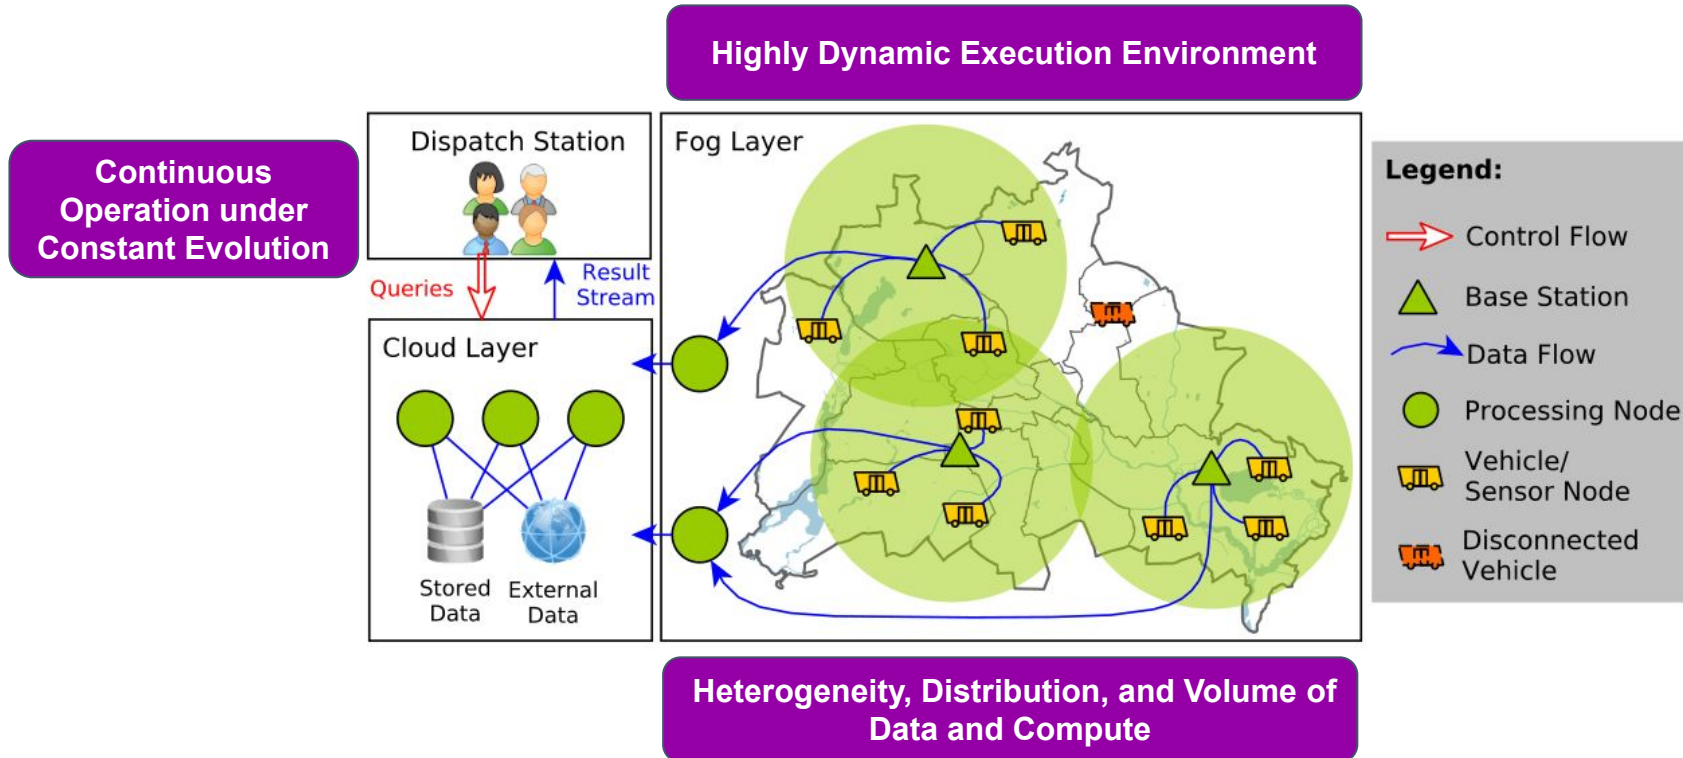 Highly Dynamic Execution Environment
Continuous
Operation under
Constant Evolution
Dispatch Station
Queries
Result
Stream
Cloud Layer
Stored
Data
External
Data
Fog Layer
Legend:
Control Flow
Base Station
Data Flow
Processing Node
Vehicle/
Sensor Node
Disconnected
Vehicle
Heterogeneity, Distribution, and Volume of
Data and Compute